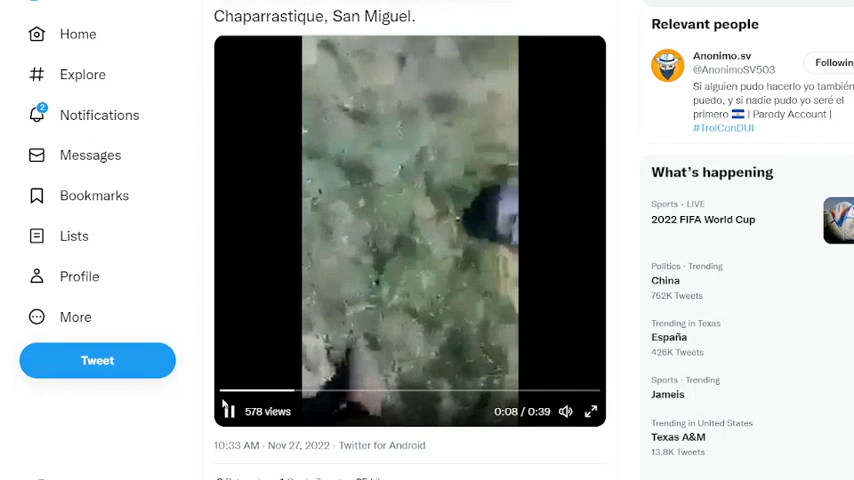 Chaparrastique, San Miguel.
Home
Explore
2
Notifications
Messages
Bookmarks
Lists
Profile
More
Tweet
578 views
0:08 / 0:39
10:33 AM · Nov 27, 2022 · Twitter for Android
Relevant people
Anonimo.sv
@AnonimoSV503
Following
Si alguien pudo hacerlo yo también
puedo, y si nadie pudo yo seré el
primero | Parody Account |
#TrolConDUI
What's happening
Sports · LIVE
2022 FIFA World Cup
Politics · Trending
China
752K Tweets
Trending in Texas
España
426K Tweets
Sports · Trending
Jameis
Trending in United States
Texas A&M
13.8K Tweets